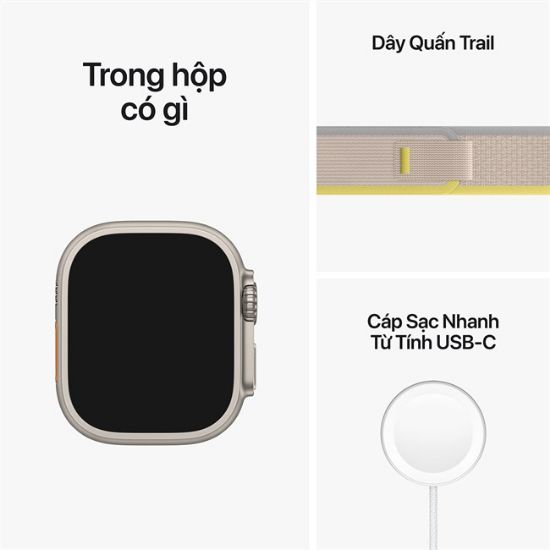 Trong hộp
có gì
Dây Quấn Trail
Cáp Sạc Nhanh
Từ Tính USB-C